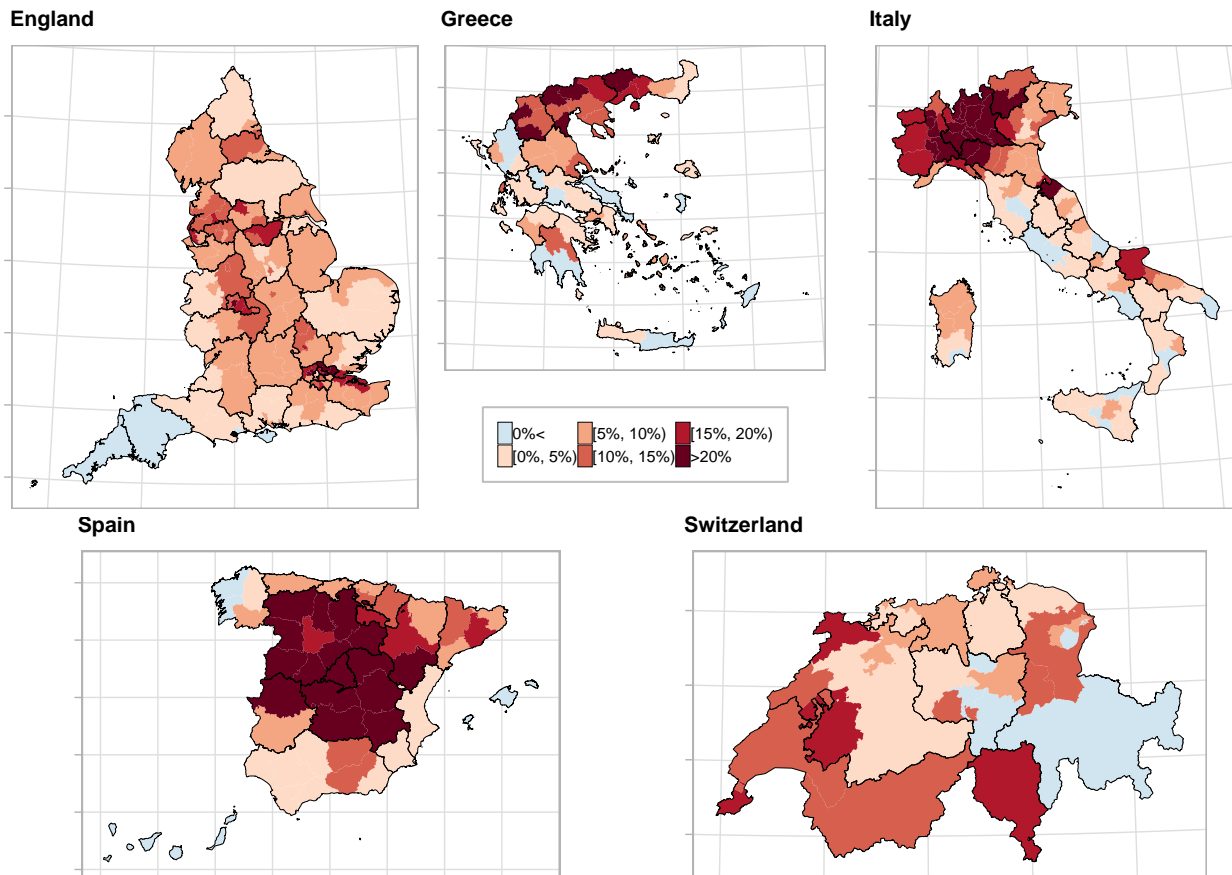 England
Greece
Italy
0%< [5%, 10%) [15%, 20%)
[0%, 5%) [10%, 15%) >20%
Spain
Switzerland